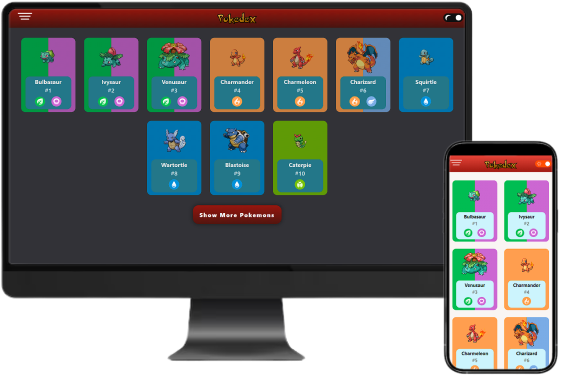 Pokedex
Bulbasaur
#1
Ivysaur
#2
Venusaur
#3
Charmander
#4
Charmeleon
#5
Charizard
#6
Squirtle
#7
Wartortle
#8
Blastoise
#9
Caterpie
#10
Show More Pokemons
Pokedex
Bulbasaur
#1
Ivysaur
#2
Venusaur
#3
Charmander
#4
Charmeleon
#5
Charizard
#6